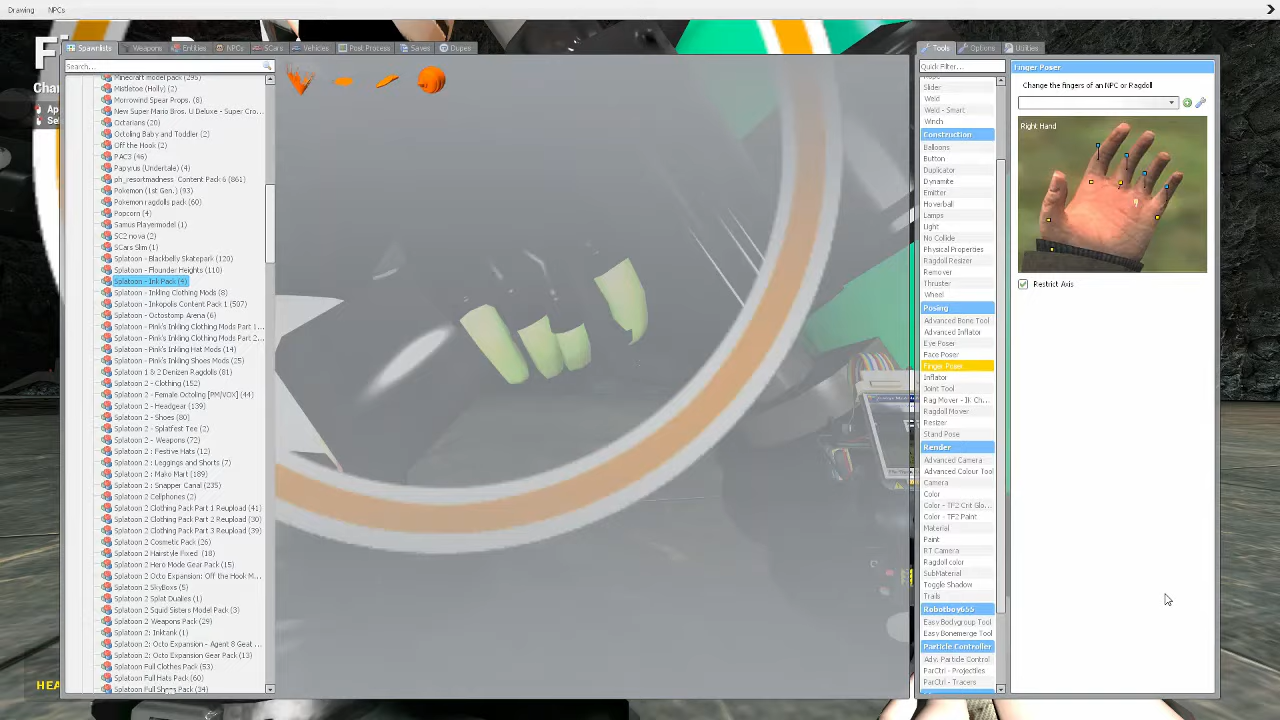 Drawing NPCs
Spawnlists Weapons Entities NPCs SCars Vehicles Post Process Saves Dupes
Search...
Minecraft model pack (295)
Mistletoe (Holly) (2)
Morrowind Spear Props. (8)
New Super Mario Bros. U Deluxe - Super Cro...
Octarians (20)
Octoling Baby and Toddler (2)
Off the Hook (2)
PAC3 (46)
Papyrus [Undertale] (4)
ph_resortmadness Content Pack 6 (861)
Pokemon (1st Gen.) (93)
Pokemon ragdolls pack (60)
Popcorn (4)
Samus Playermodel (1)
SC2 nova (2)
SCars Slim (1)
Splatoon - Blackbelly Skatepark (120)
Splatoon - Flounder Heights (110)
Splatoon - Ink Pack (4)
Splatoon - Inkling Clothing Mods (8)
Splatoon - Inkopolis Content Pack 1 (507)
Splatoon - Octostomp Arena (6)
Splatoon - Pink's Inkling Clothing Mods Part 1...
Splatoon - Pink's Inkling Clothing Mods Part 2...
Splatoon - Pink's Inkling Hat Mods (14)
Splatoon - Pink's Inkling Shoes Mods (25)
Splatoon 1 & 2 Denizen Ragdolls (81)
Splatoon 2 - Clothing (152)
Splatoon 2 - Female Octoling [PM/VOX] (44)
Splatoon 2 - Headgear (139)
Splatoon 2 - Shoes (80)
Splatoon 2 - Splatfest Tee (2)
Splatoon 2 - Weapons (72)
Splatoon 2 : Festive Hats (12)
Splatoon 2 : Leggings and Shorts (7)
Splatoon 2 : Mako Mart (189)
Splatoon 2 : Snapper Canal (235)
Splatoon 2 Cellphones (2)
Splatoon 2 Clothing Pack Part 1 Reupload (41)
Splatoon 2 Clothing Pack Part 2 Reupload (30)
Splatoon 2 Clothing Pack Part 3 Reupload (39)
Splatoon 2 Cosmetic Pack (26)
Splatoon 2 Hairstyle Fixed (18)
Splatoon 2 Hero Mode Gear Pack (15)
Splatoon 2 Octo Expansion: Off the Hook M...
Splatoon 2 SkyBoxs (5)
Splatoon 2 Splat Dualies (1)
Splatoon 2 Squid Sisters Model Pack (3)
Splatoon 2 Weapons Pack (29)
Splatoon 2: Inktank (1)
Splatoon 2: Octo Expansion - Agent 8 Geat ...
Splatoon 2: Octo Expansion Gear Pack (13)
Splatoon Full Clothes Pack (53)
Splatoon Full Hats Pack (60)
Splatoon Full Shoes Pack (34)
HEA
Tools Options Utilities
Quick Filter...
Slider
Weld
Weld - Smart
Winch
Construction
Balloons
Button
Duplicator
Dynamite
Emitter
Hoverball
Lamps
Light
No Collide
Physical Properties
Ragdoll Resizer
Remover
Thruster
Wheel
Posing
Advanced Bone Tool
Advanced Inflator
Eye Poser
Face Poser
Finger Poser
Inflator
Joint Tool
Rag Mover - Ik Ch...
Ragdoll Mover
Resizer
Stand Pose
Render
Advanced Camera
Advanced Colour Tool
Camera
Color
Color - TF2 Crit Glo...
Color - TF2 Paint
Material
Paint
RT Camera
Ragdoll color
SubMaterial
Toggle Shadow
Trails
Robotboy655
Easy Bodygroup Tool
Easy Bonemerge Tool
Particle Controller
Adv. Particle Control
ParCtrl - Projectiles
ParCtrl - Tracers
Finger Poser
Change the fingers of an NPC or Ragdoll
Right Hand
Restrict Axis